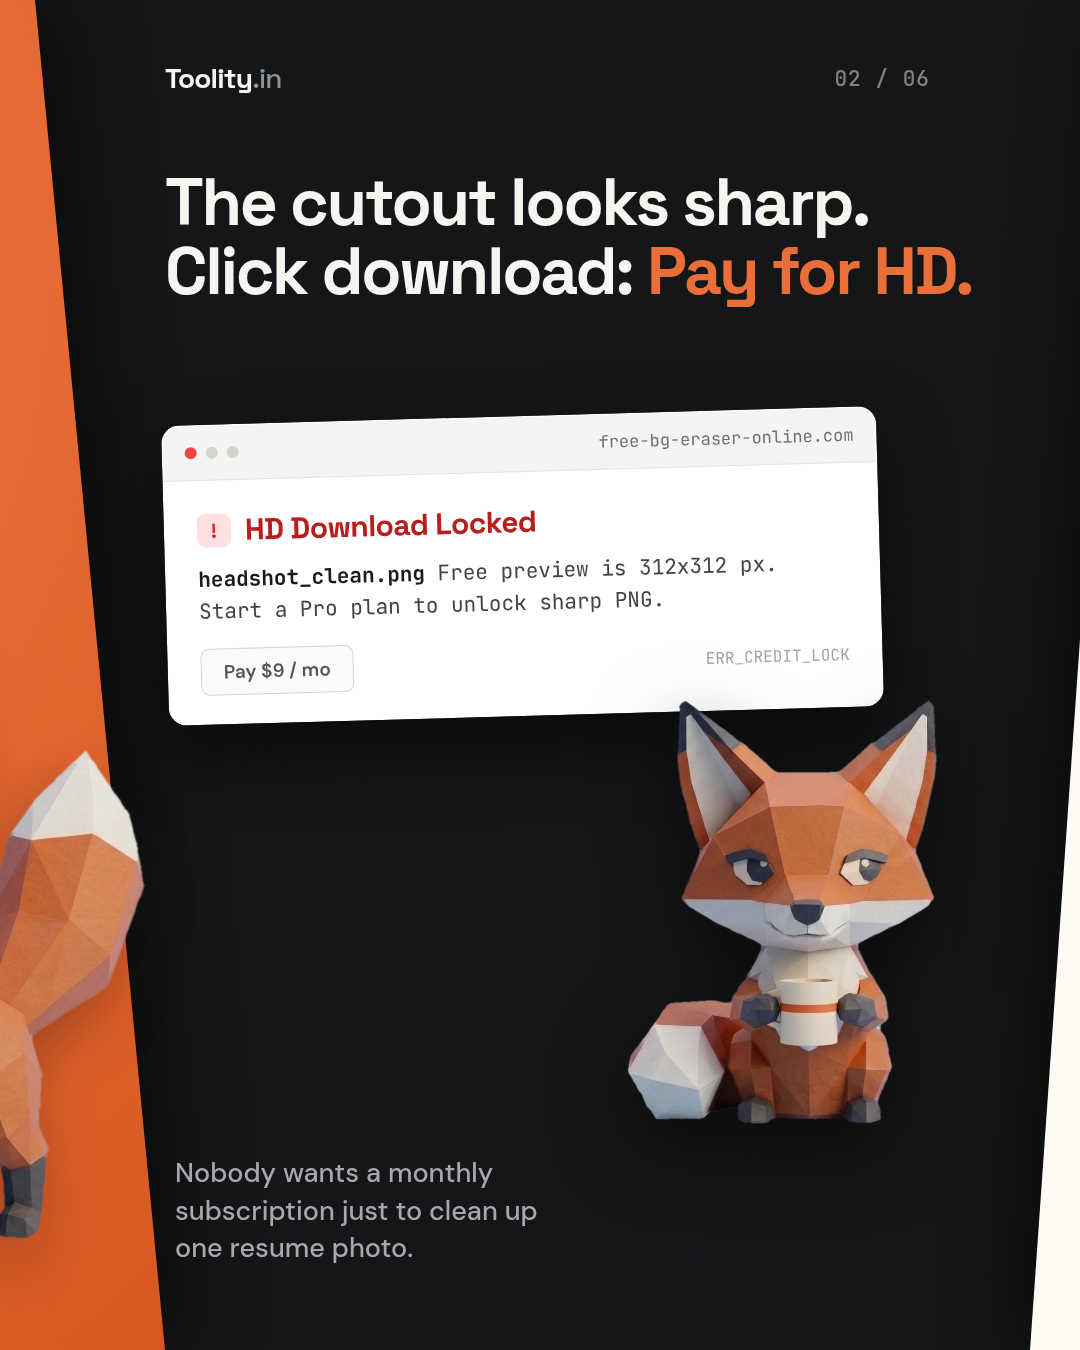 Toolity.in
02 / 06
The cutout looks sharp.
Click download: Pay for HD.
free-bg-eraser-online.com
! HD Download Locked
headshot_clean.png Free preview is 312x312 px.
Start a Pro plan to unlock sharp PNG.
Pay $9 / mo
ERR_CREDIT_LOCK
Nobody wants a monthly
subscription just to clean up
one resume photo.